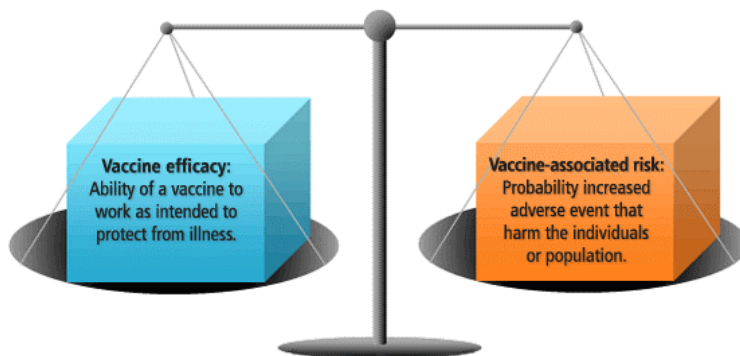 Vaccine efficacy:
Ability of a vaccine to
work as intended to
protect from illness.
Vaccine-associated risk:
Probability increased
adverse event that
harm the individuals
or population.